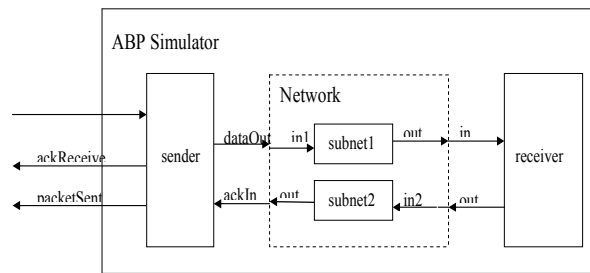 ABP Simulator
Network
dataOut
in1
subnet1
out
in
ackReceive
sender
receiver
packetSent
ackIn
out
subnet2
in2
out